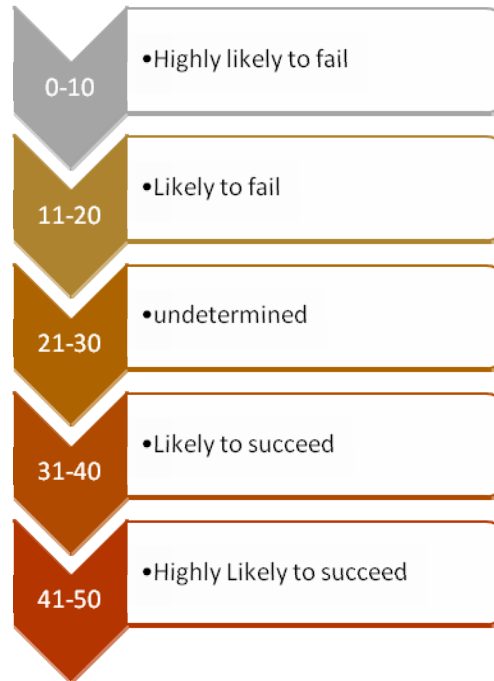 0-10
•Highly likely to fail
11-20
•Likely to fail
21-30
•undetermined
31-40
•Likely to succeed
41-50
•Highly Likely to succeed